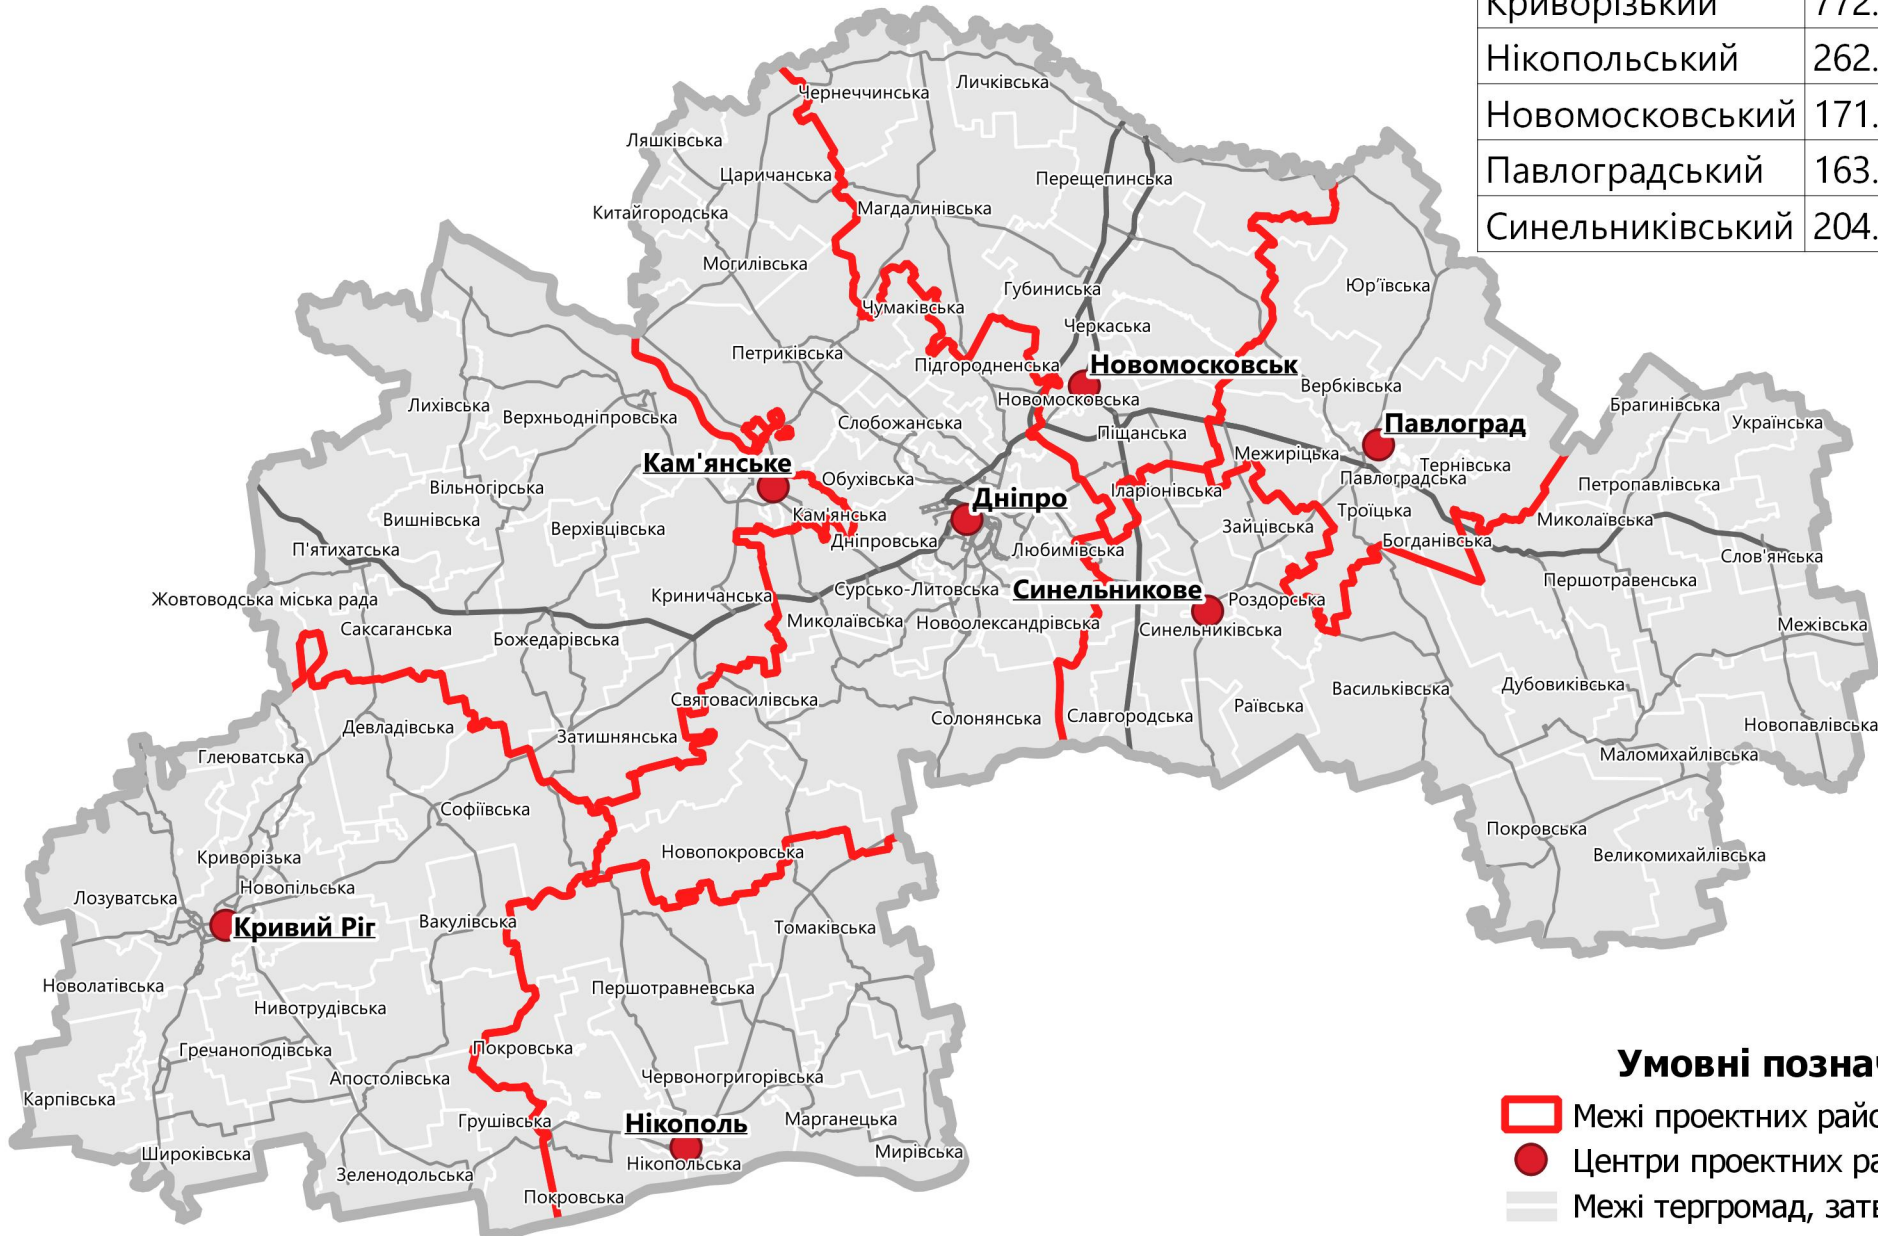 Криворізький 772.
Нікопольський 262.
Новомосковський 171.
Павлоградський 163.
Синельниківський 204.
Личківська
Чернеччинська
Ляшківська
Царичанська
Перещепинська
Китайгородська
Магдалинівська
Могилівська
Губиниська
Юр'ївська
Чумаківська
Черкаська
Петриківська
Підгородненська
Новомосковськ
Вербківська
Новомосковська
Лихівська
Верхньодніпровська
Слобожанська
Брагинівська
Українська
Павлоград
Піщанська
Межиріцька
Кам'янське
Тернівська
Обухівська
Павлоградська
Петропавлівська
Вільногірська
Іларіонівська
Дніпро
Кам'янська
Троїцька
Вишнівська
Верхівцівська
Зайцівська
Миколаївська
Дніпровська
Богданівська
П'ятихатська
Любимівська
Слов'янська
Першотравенська
Жовтоводська міська рада
Криничанська
Сурсько-Литовська
Синельникове
Роздорська
Саксаганська
Миколаївська
Новоолександрівська
Синельниківська
Межівська
Божедарівська
Святовасилівська
Васильківська
Дубовиківська
Девладівська
Солонянська
Славгородська
Раївська
Новопавлівська
Затишнянська
Глеюватська
Маломихайлівська
Софіївська
Покровська
Криворізька
Новопокровська
Великомихайлівська
Новопільська
Лозуватська
Вакулівська
Томаківська
Кривий Ріг
Новолатівська
Першотравневська
Нивотрудівська
Гречаноподівська
Покровська
Апостолівська
Червоногригорівська
Карпівська
Грушівська
Нікополь
Марганецька
Широківська
Нікопольська
Мирівська
Зеленодольська
Покровська
Умовні позна
Межі проектних райо
Центри проектних ра
Межі тергромад, зат